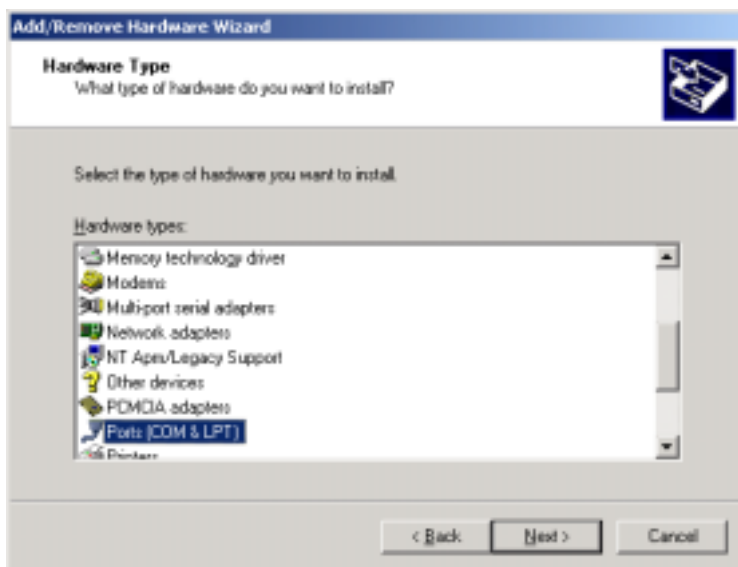 Add/Remove Hardware Wizard
Hardware Type
What type of hardware do you want to install?
Select the type of hardware you want to install.
Hardware types:
Memory technology driver
Modems
Multi-port serial adapters
Network adapters
NT Apm/Legacy Support
Other devices
PCMCIA adapters
Ports (COM & LPT)
Printers
< Back
Next >
Cancel